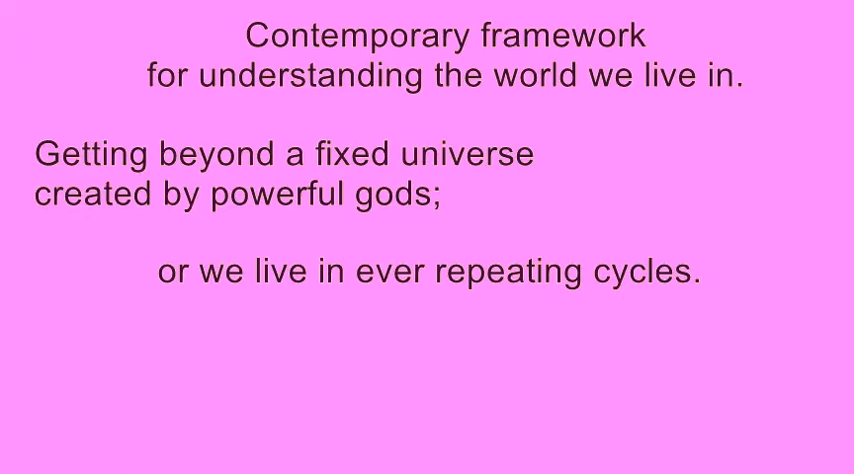 Contemporary framework
for understanding the world we live in.
Getting beyond a fixed universe
created by powerful gods;
or we live in ever repeating cycles.